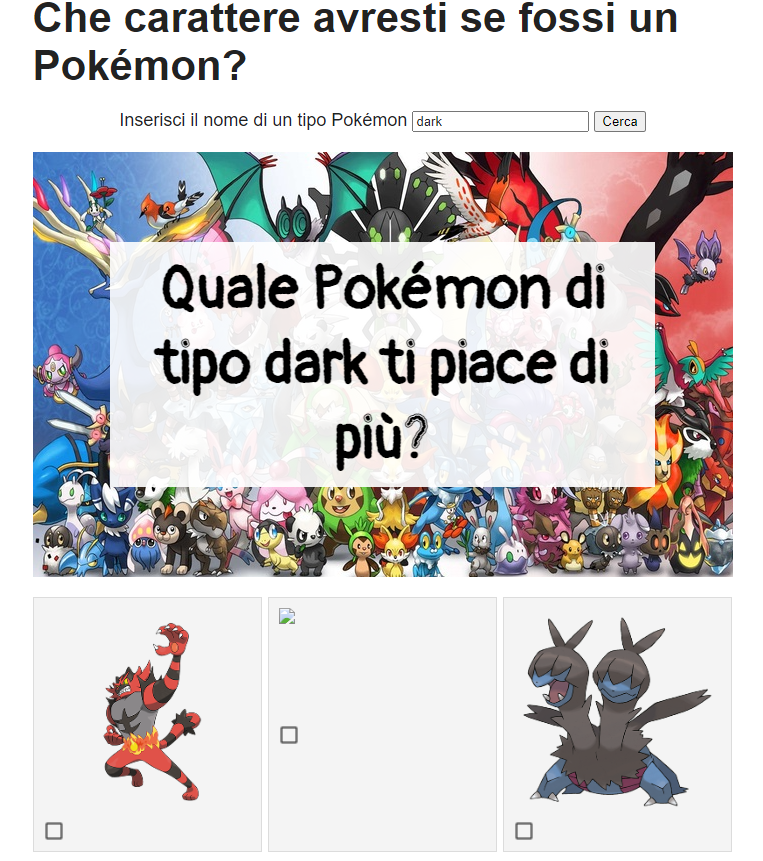 Che carattere avresti se fossi un
Pokémon?
Inserisci il nome di un tipo Pokémon dark Cerca
Quale Pokémon di
tipo dark ti piace di
più?